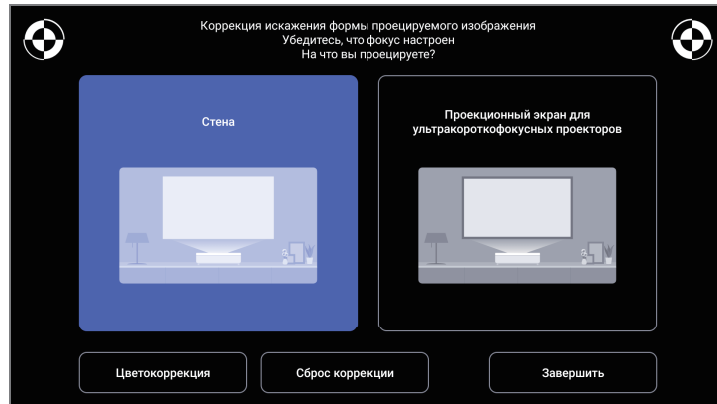 Коррекция искажения формы проецируемого изображения
Убедитесь, что фокус настроен
На что вы проецируете?
Стена
Проекционный экран для
ультракороткофокусных проекторов
Цветокоррекция
Сброс коррекции
Завершить